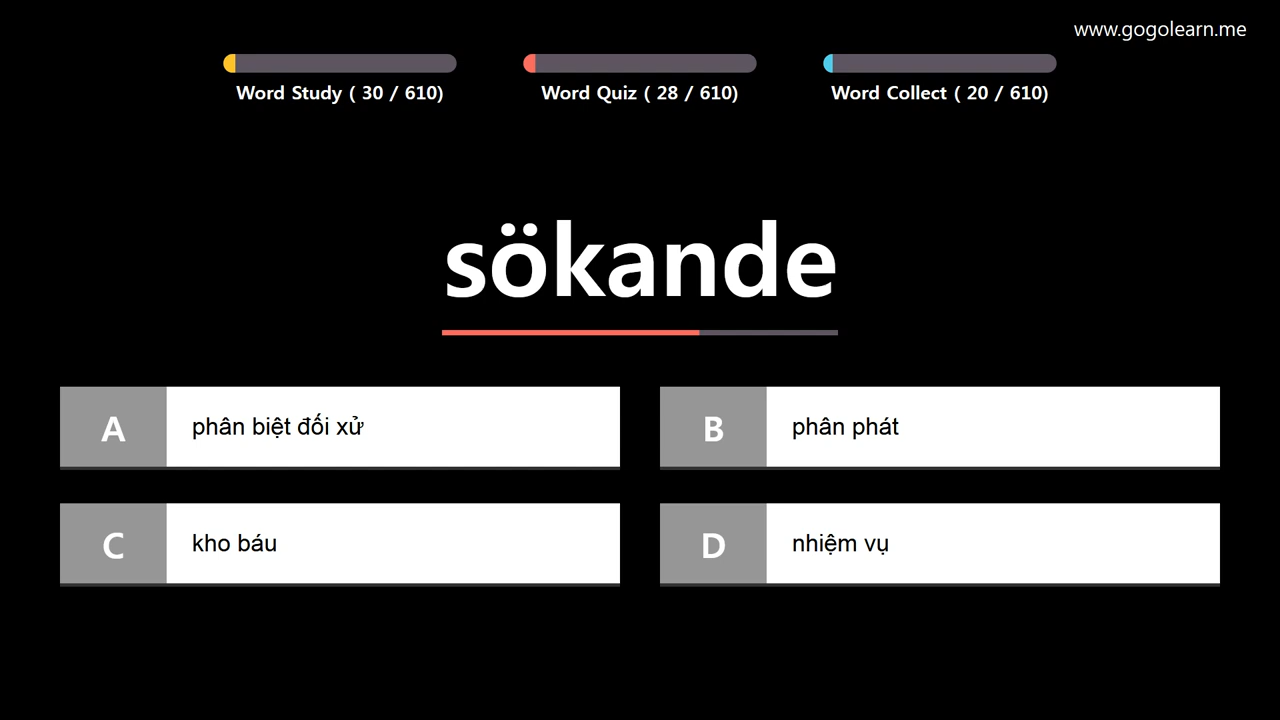 www.gogolearn.me
Word Study ( 30 / 610)
Word Quiz ( 28 / 610)
Word Collect ( 20 / 610)
sökande
A phân biệt đối xử
B phân phát
C kho báu
D nhiệm vụ